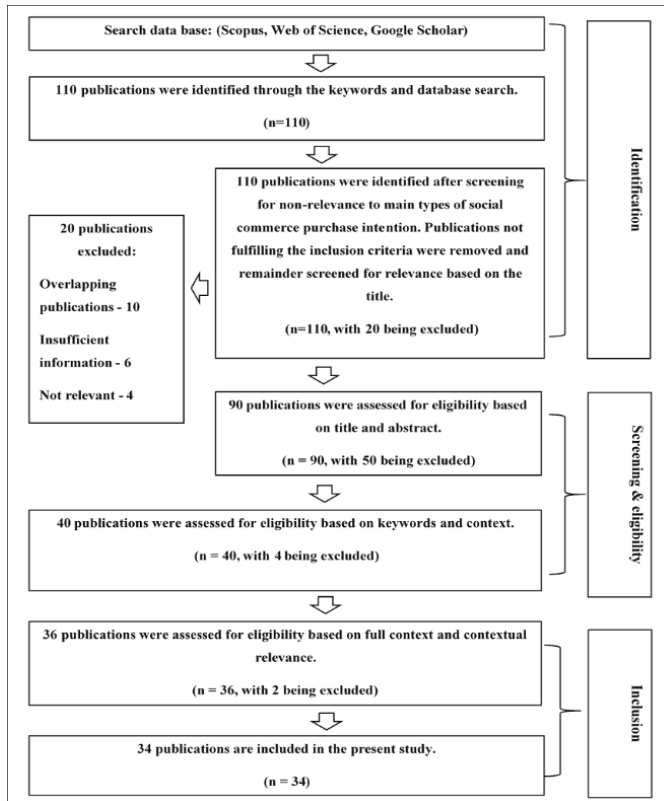 Search data base: (Scopus, Web of Science, Google Scholar)
110 publications were identified through the keywords and database search.
(n=110)
110 publications were identified after screening
for non-relevance to main types of social
commerce purchase intention. Publications not
fulfilling the inclusion criteria were removed and
remainder screened for relevance based on the
title.
(n=110, with 20 being excluded)
20 publications
excluded:
Overlapping
publications - 10
Insufficient
information - 6
Not relevant - 4
Identification
90 publications were assessed for eligibility based
on title and abstract.
(n = 90, with 50 being excluded)
40 publications were assessed for eligibility based on keywords and context.
(n = 40, with 4 being excluded)
Screening & eligibility
36 publications were assessed for eligibility based on full context and contextual
relevance.
(n = 36, with 2 being excluded)
34 publications are included in the present study.
(n = 34)
Inclusion